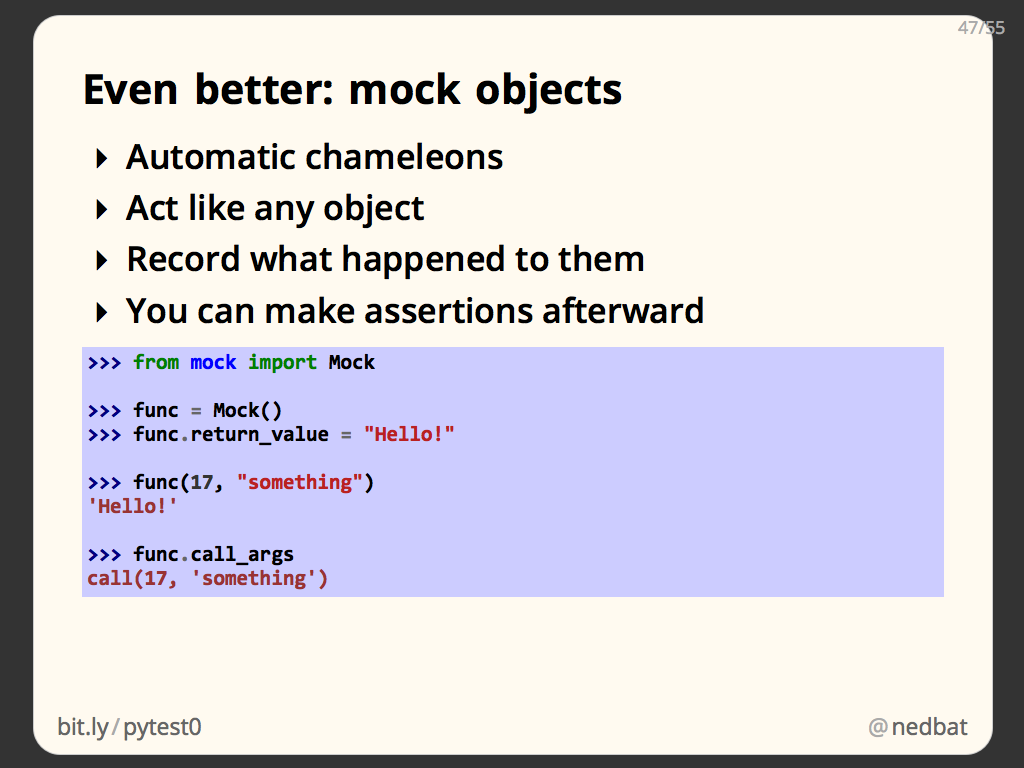 47/55
Even better: mock objects
Automatic chameleons
Act like any object
Record what happened to them
You can make assertions afterward
>>> from mock import Mock
>>> func = Mock()
>>> func.return_value = "Hello!"
>>> func(17, "something")
'Hello!'
>>> func.call_args
call(17, 'something')
bit.ly/pytest0
@nedbat